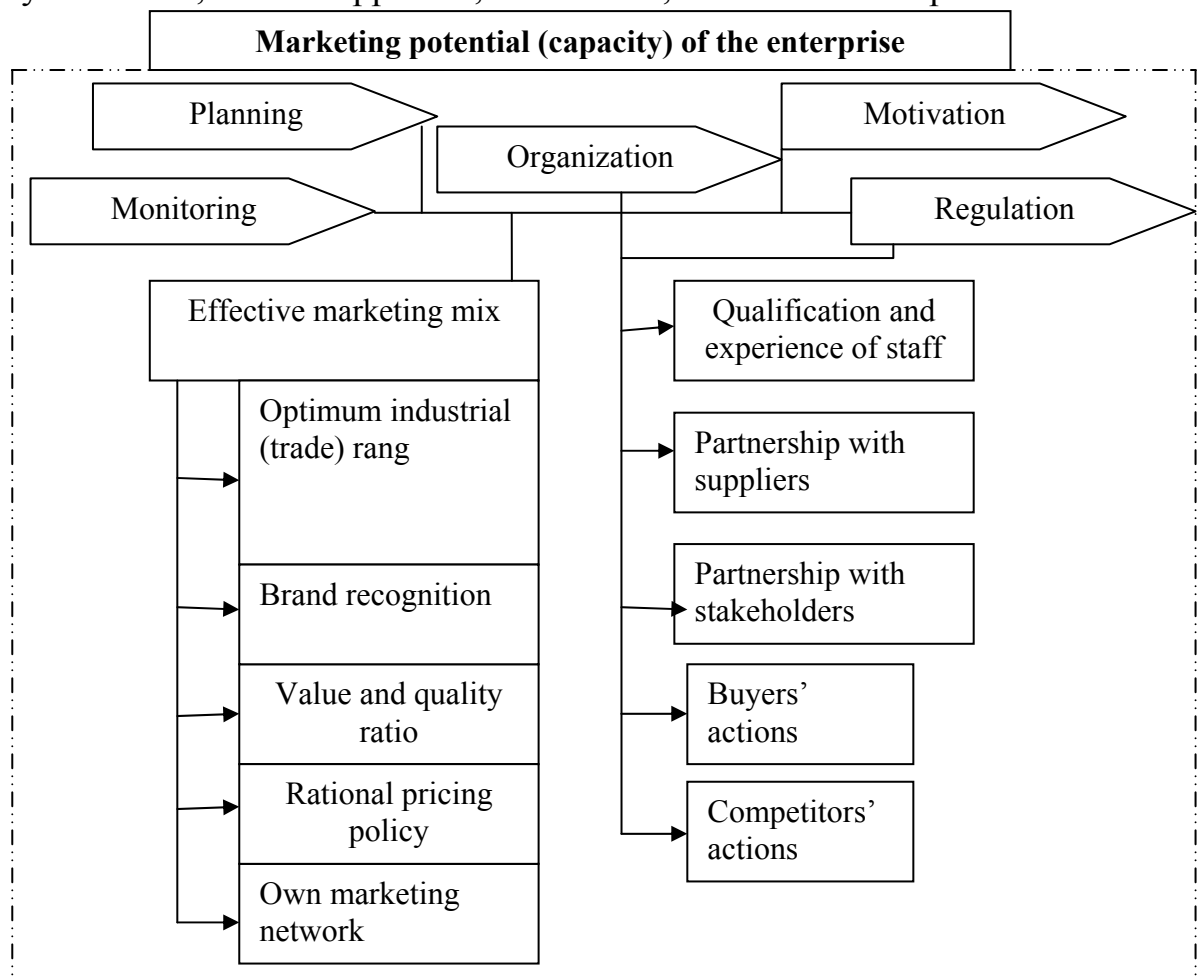 Marketing potential (capacity) of the enterprise
Planning
Motivation
Organization
Monitoring
Regulation
Effective marketing mix
Optimum industrial
(trade) rang
Brand recognition
Value and quality
ratio
Rational pricing
policy
Own marketing
network
Qualification and
experience of staff
Partnership with
suppliers
Partnership with
stakeholders
Buyers’
actions
Competitors’
actions